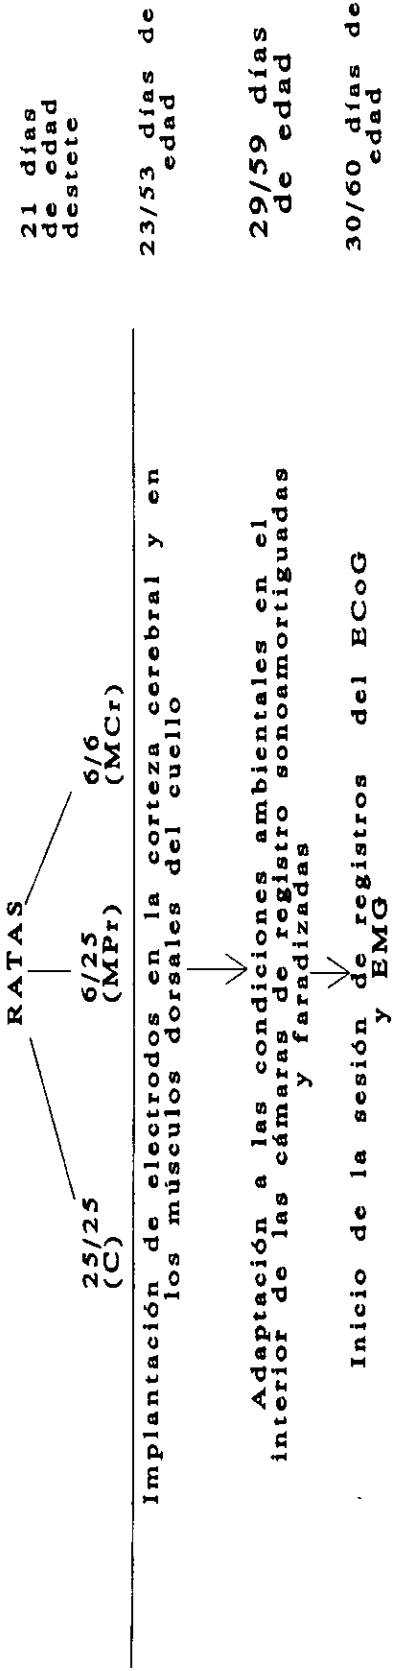 RATAS
21 días
de edad
destete
25/25
(C)
6/25
(MPr)
6/6
(MCr)
Implantación de electrodos en la corteza cerebral y en
los músculos dorsales del cuello
23/53 días de
edad
Adaptación a las condiciones ambientales en el
interior de las cámaras de registro sonoamortiguadas
y faradizadas
29/59 días
de edad
Inicio de la sesión de registros del ECoG
y EMG
30/60 días de
edad